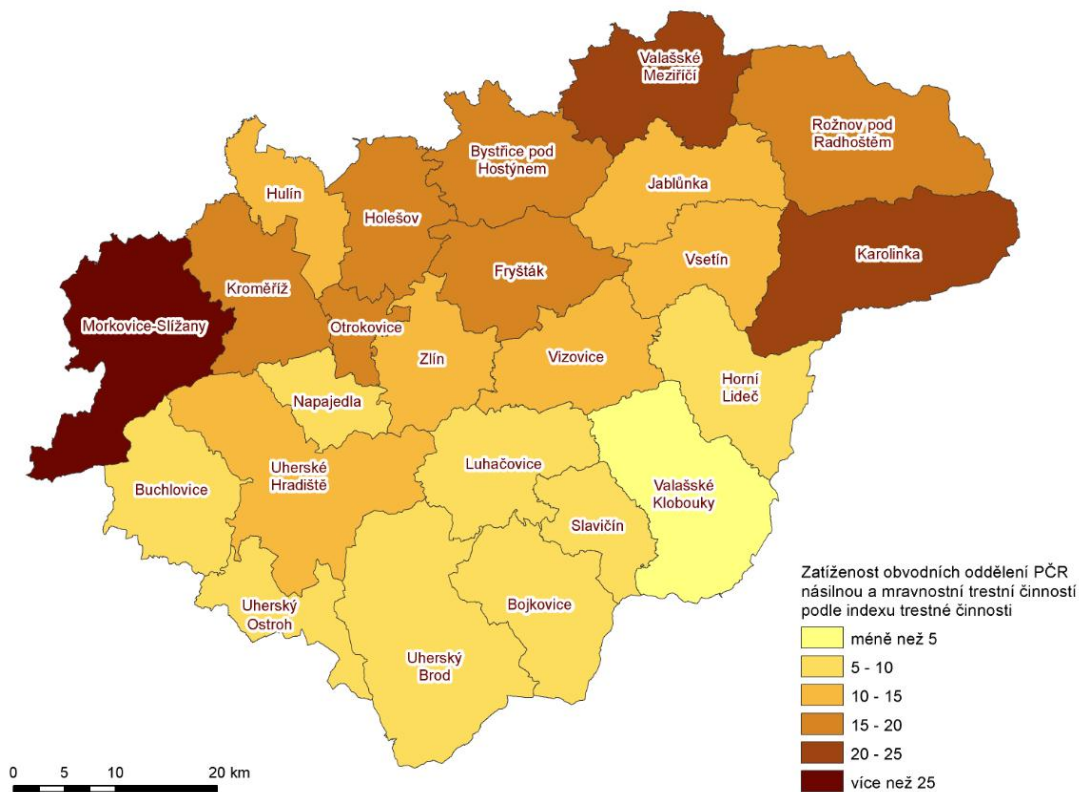 Valašské
Meziříčí
Rožnov pod
Radhoštěm
Bystřice pod
Hostýnem
Jablůnka
Hulín
Holešov
Karolinka
Vsetín
Fryšták
Kroměříž
Morkovice-Slížany
Otrokovice
Zlín
Vizovice
Horní
Lideč
Napajedla
Luhačovice
Uherské
Hradiště
Valašské
Klobouky
Buchlovice
Slavičín
Uherský
Ostroh
Bojkovice
Uherský
Brod
Zatíženost obvodních oddělení PČR
násilnou a mravnostní trestní činností
podle indexu trestné činnosti
méně než 5
5 - 10
10 - 15
15 - 20
20 - 25
více než 25
0 5 10 20 km